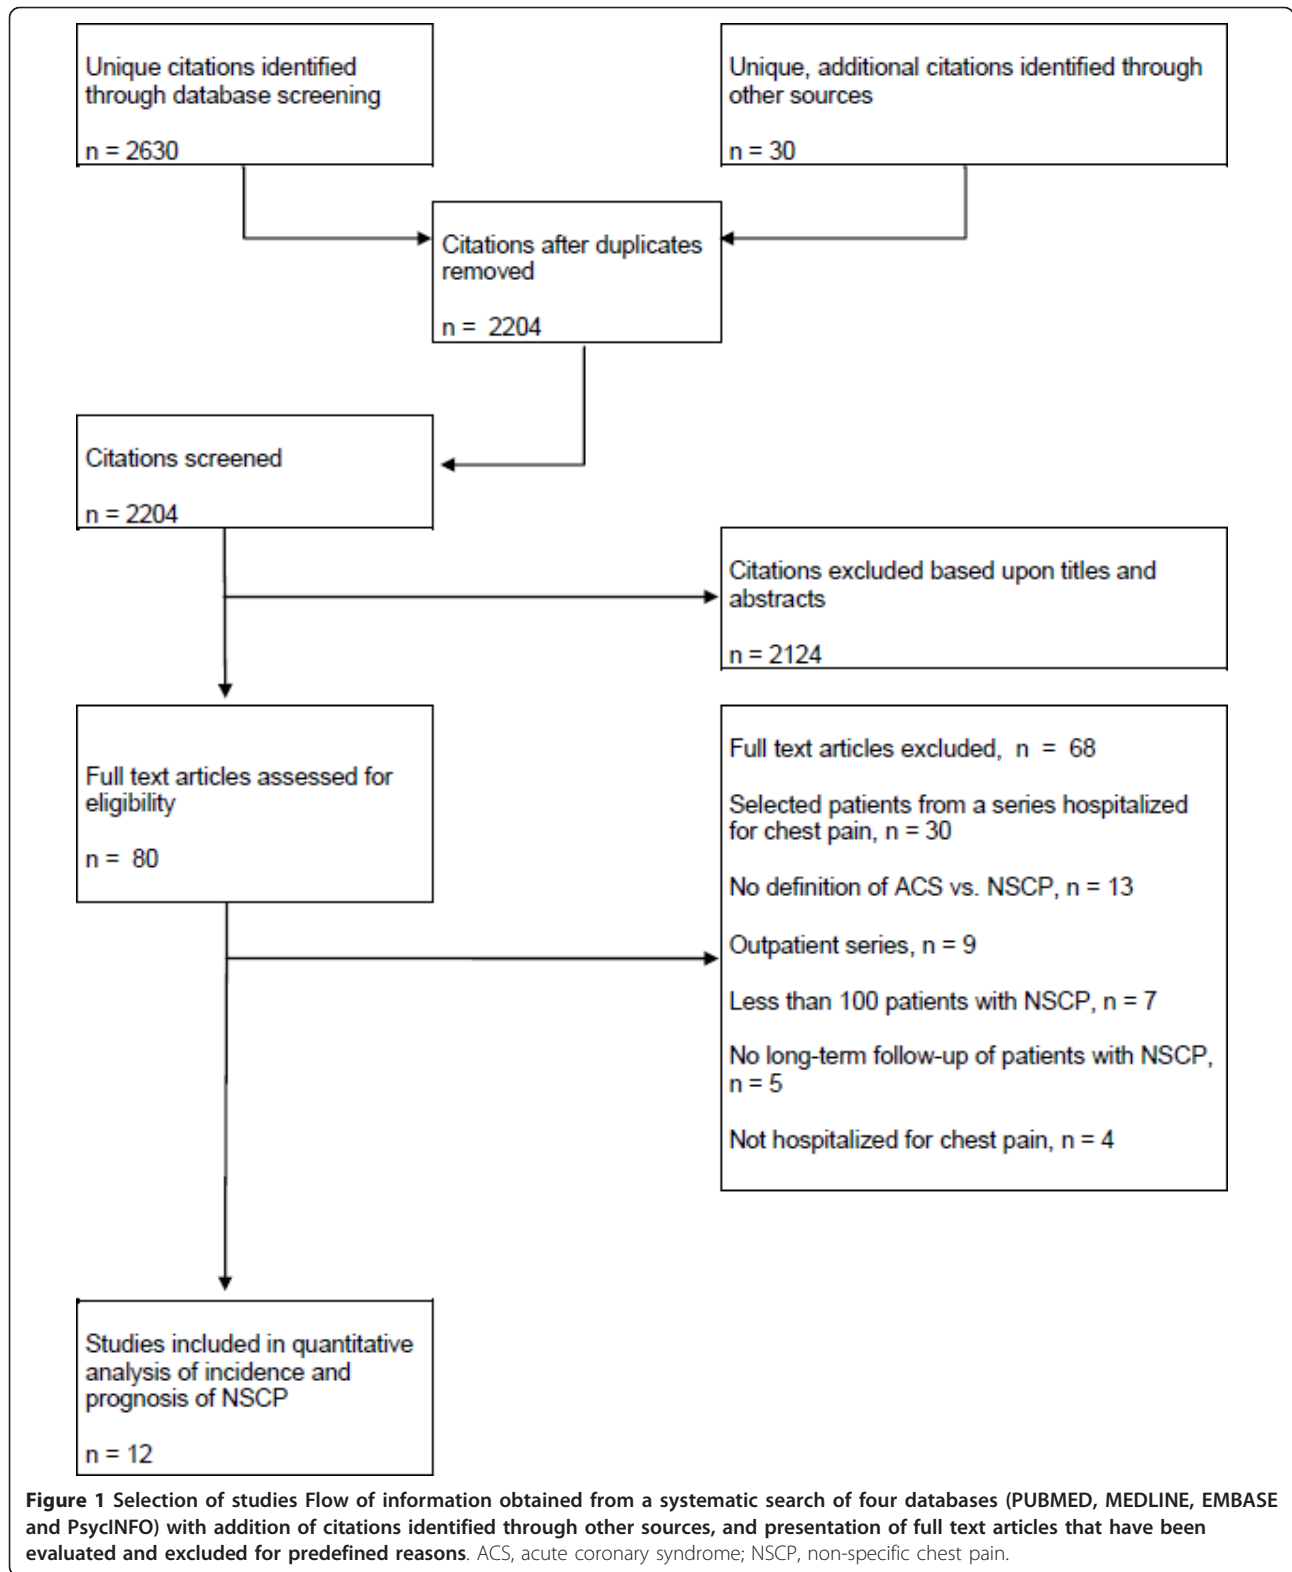 Unique citations identified
through database screening
n = 2630
Unique, additional citations identified through
other sources
n = 30
Citations after duplicates
removed
n = 2204
Citations screened
n = 2204
Citations excluded based upon titles and
abstracts
n = 2124
Full text articles assessed for
eligibility
n = 80
Full text articles excluded, n = 68
Selected patients from a series hospitalized
for chest pain, n = 30
No definition of ACS vs. NSCP, n = 13
Outpatient series, n = 9
Less than 100 patients with NSCP, n = 7
No long-term follow-up of patients with NSCP,
n = 5
Not hospitalized for chest pain, n = 4
Studies included in quantitative
analysis of incidence and
prognosis of NSCP
n = 12
Figure 1 Selection of studies Flow of information obtained from a systematic search of four databases (PUBMED, MEDLINE, EMBASE
and PsycINFO) with addition of citations identified through other sources, and presentation of full text articles that have been
evaluated and excluded for predefined reasons. ACS, acute coronary syndrome; NSCP, non-specific chest pain.